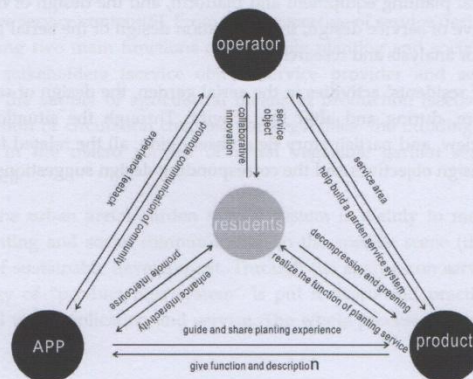 operator
collaborative
innovation
service
object
experience feedback
promote communication of community
service area
help build a garden service system
residents
promote intercourse
enhance interactivity
decompression and greening
realize the function of planting service
guide and share planting experience
give function and description
APP
product